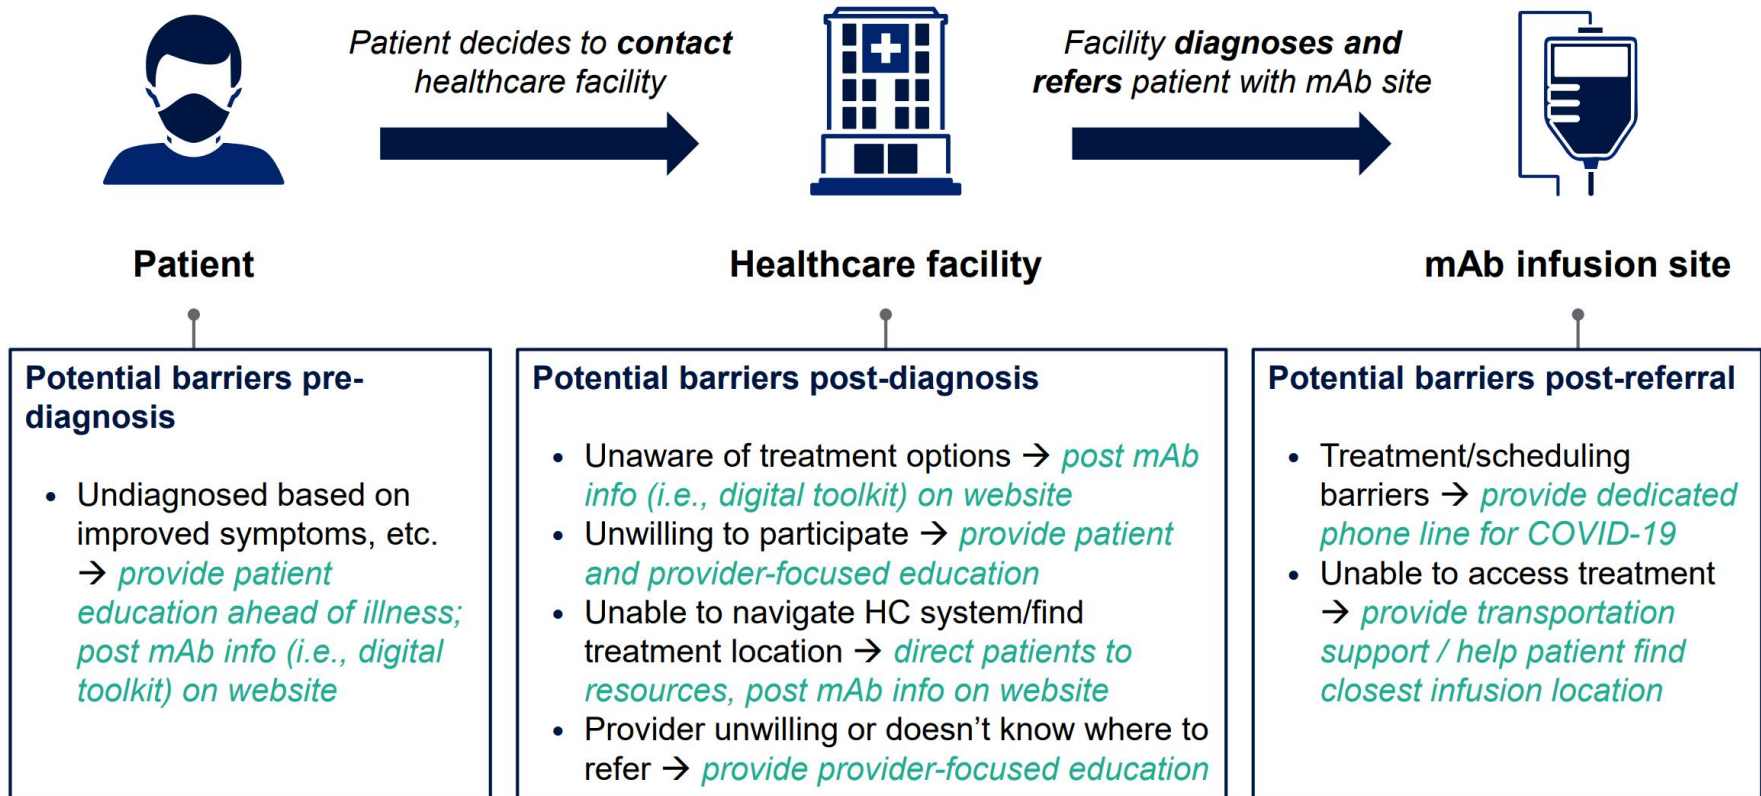 Patient decides to contact
healthcare facility
Facility diagnoses and
refers patient with mAb site
Patient
Healthcare facility
mAb infusion site
Potential barriers pre-
diagnosis
• Undiagnosed based on
improved symptoms, etc.
→ provide patient
education ahead of illness;
post mAb info (i.e., digital
toolkit) on website
Potential barriers post-diagnosis
• Unaware of treatment options → post mAb
info (i.e., digital toolkit) on website
• Unwilling to participate → provide patient
and provider-focused education
• Unable to navigate HC system/find
treatment location → direct patients to
resources, post mAb info on website
• Provider unwilling or doesn’t know where to
refer → provide provider-focused education
Potential barriers post-referral
• Treatment/scheduling
barriers → provide dedicated
phone line for COVID-19
• Unable to access treatment
→ provide transportation
support / help patient find
closest infusion location